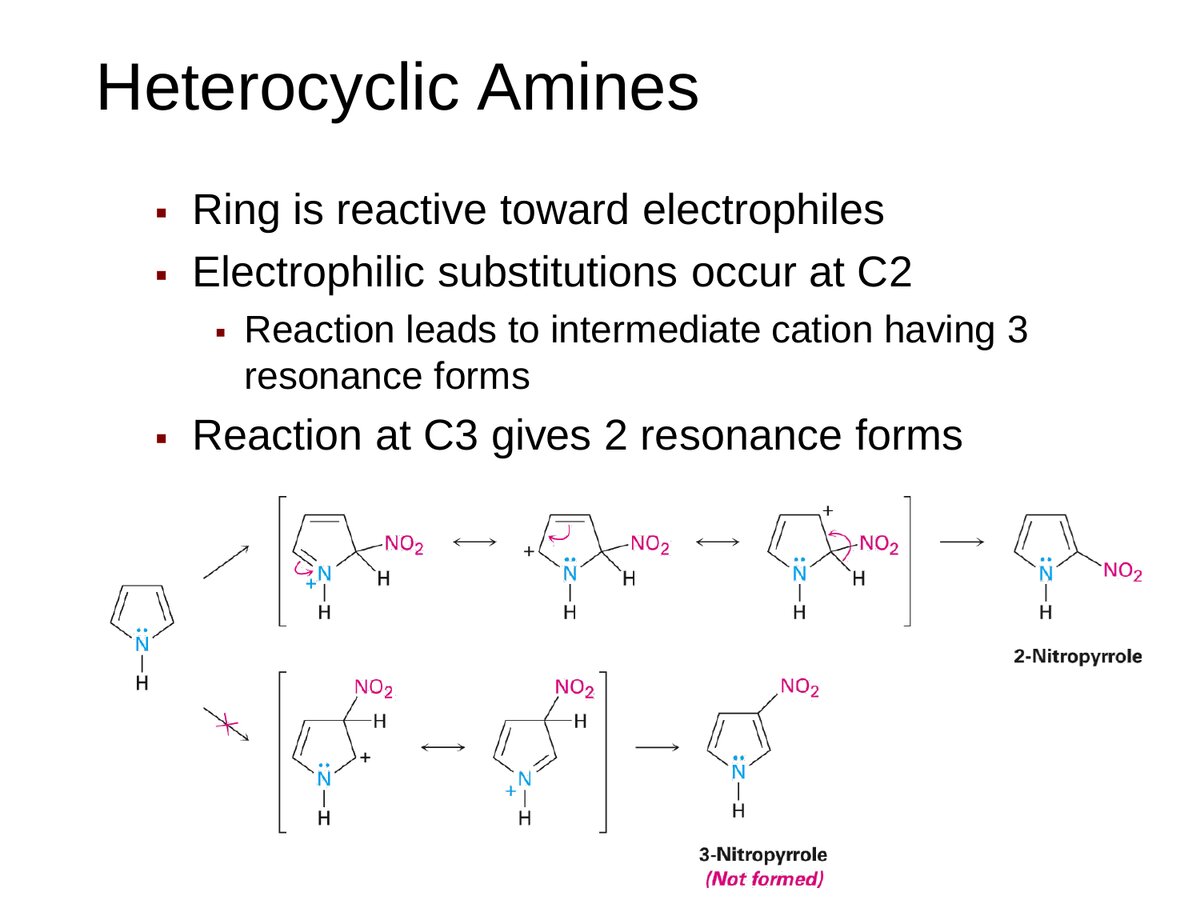 Heterocyclic Amines
▪ Ring is reactive toward electrophiles
▪ Electrophilic substitutions occur at C2
▪ Reaction leads to intermediate cation having 3
resonance forms
▪ Reaction at C3 gives 2 resonance forms
N
H
NO2
H
N
+
H
+
NO2
H
N
H
+
NO2
H
N
H
NO2
N
H
2-Nitropyrrole
NO2
H
+
N
H
NO2
H
N
+
H
NO2
N
H
3-Nitropyrrole
(Not formed)